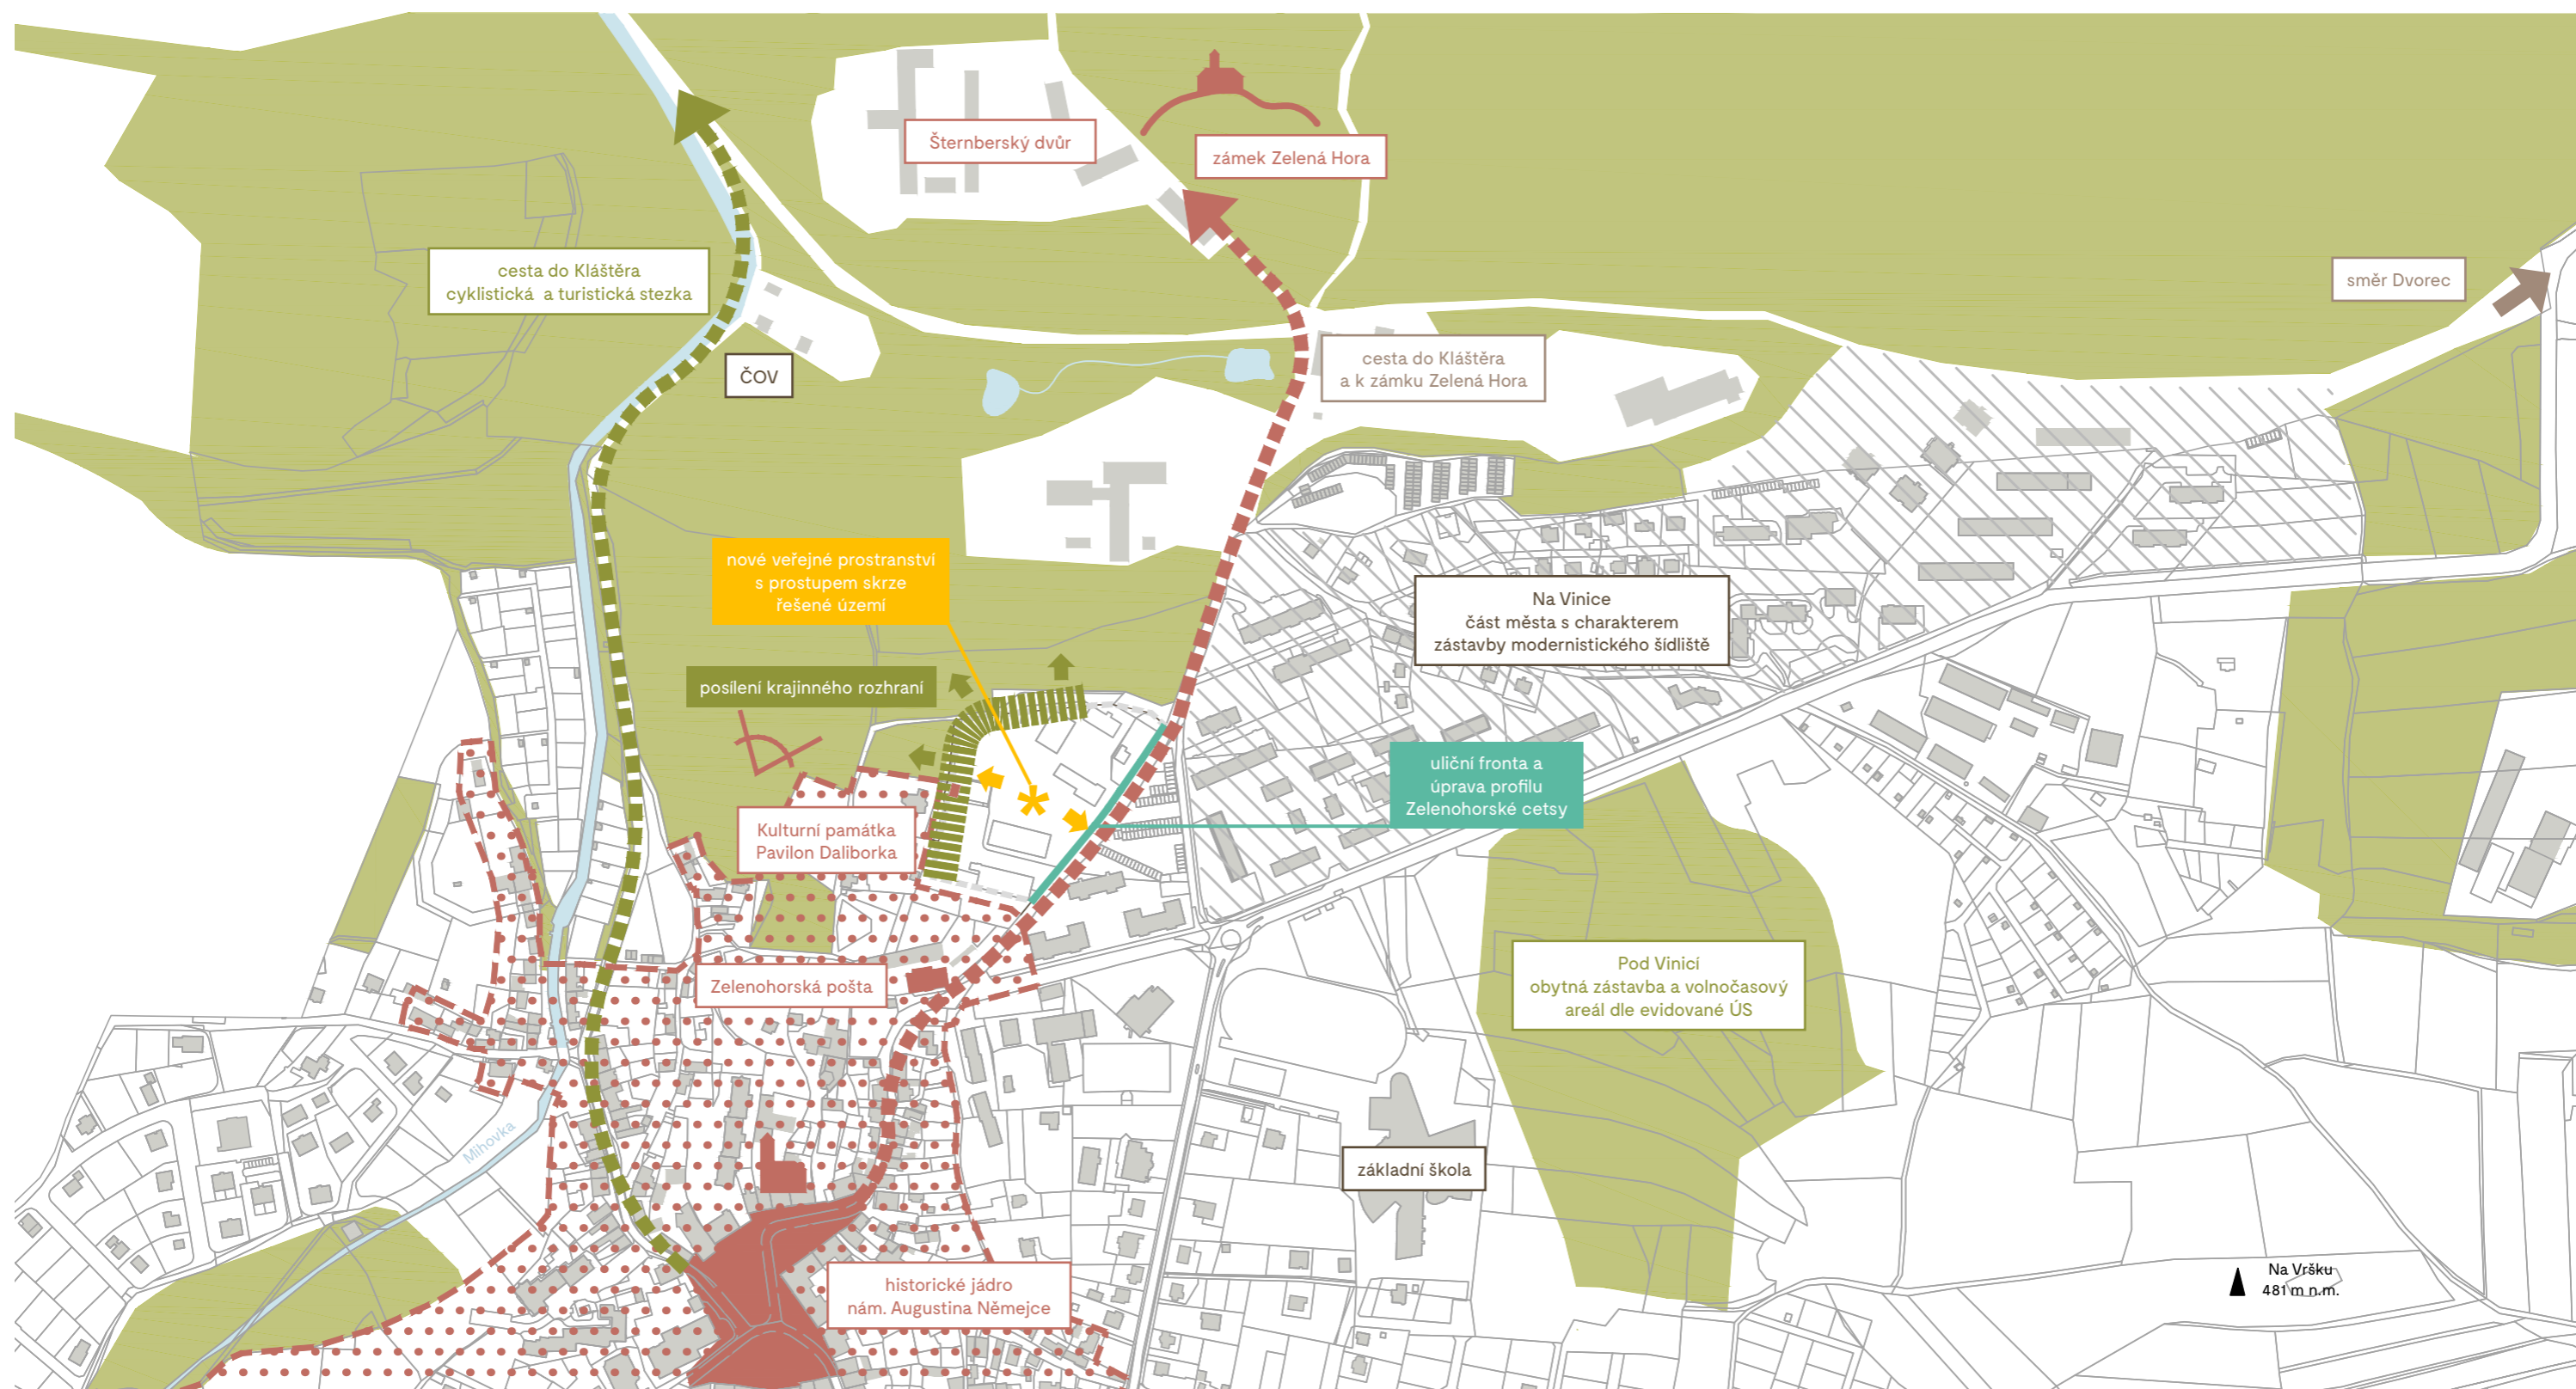 Šternberský dvůr
zámek Zelená Hora
cesta do Kláštěra
cyklistická a turistická stezka
směr Dvorec
ČOV
cesta do Kláštěra
a k zámku Zelená Hora
nové veřejné prostranství
s prostupem skrze
řešené území
Na Vinice
část města s charakterem
zástavby modernistického šídliště
posílení krajinného rozhraní
uliční fronta a
úprava profilu
Zelenohorské cetsy
Kulturní památka
Pavilon Daliborka
Zelenohorská pošta
Pod Vinicí
obytná zástavba a volnočasový
areál dle evidované ÚS
Mihovka
základní škola
historické jádro
nám. Augustina Němejce
Na Vršku
481 m n.m.